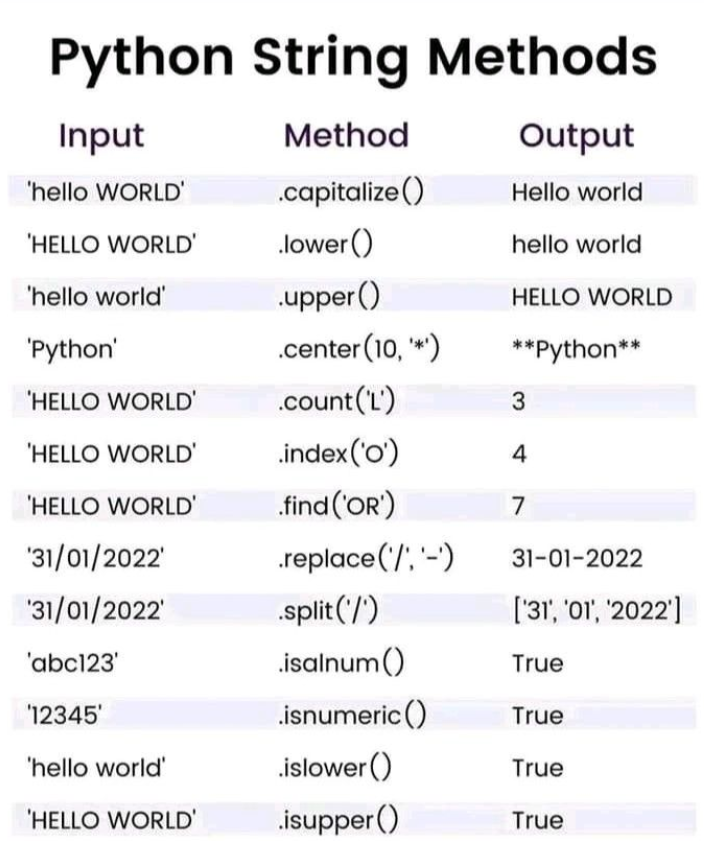 Python String Methods
Input Method Output
'hello WORLD' .capitalize() Hello world
'HELLO WORLD' .lower() hello world
'hello world' .upper() HELLO WORLD
'Python' .center(10, '*') **Python**
'HELLO WORLD' .count('L') 3
'HELLO WORLD' .index('O') 4
'HELLO WORLD' .find('OR') 7
'31/01/2022' .replace('/', '-') 31-01-2022
'31/01/2022' .split('/') ['31', '01', '2022']
'abc123' .isalnum() True
'12345' .isnumeric() True
'hello world' .islower() True
'HELLO WORLD' .isupper() True